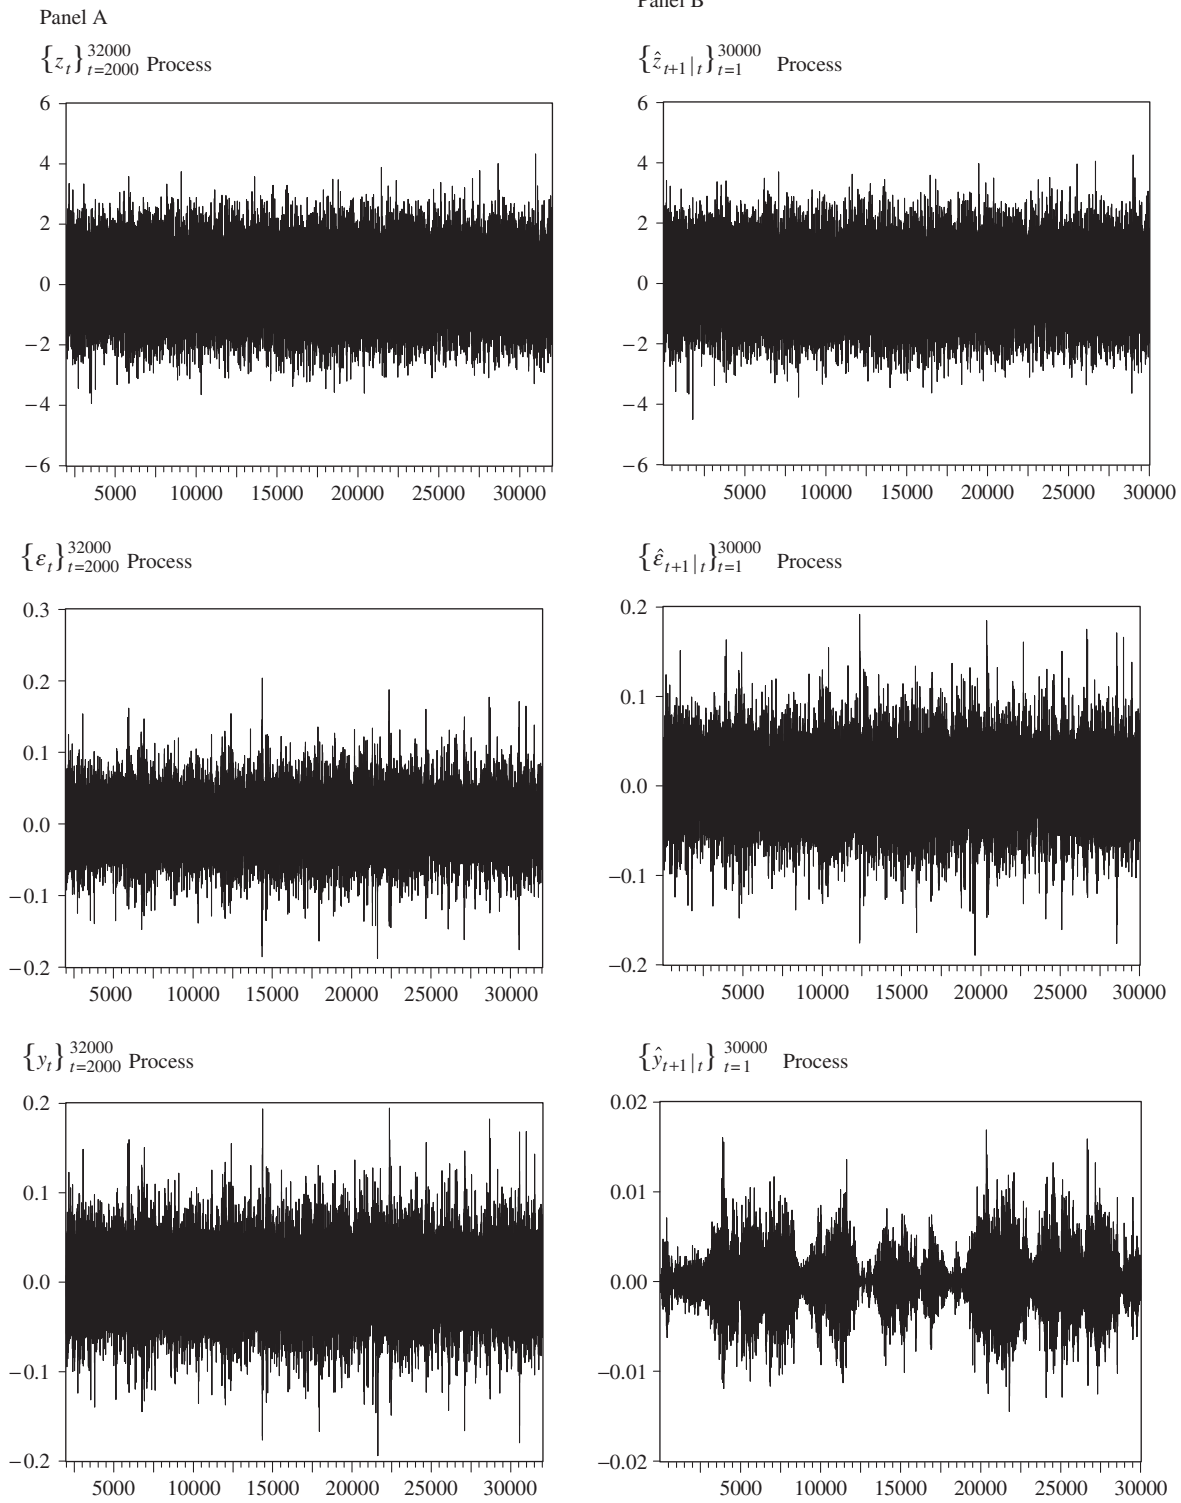 Panel A
{z_t}^{32000}_{t=2000} Process
6
4
2
0
−2
−4
−6
5000 10000 15000 20000 25000 30000
Panel B
{ẑ_{t+1|t}}^{30000}_{t=1} Process
6
4
2
0
−2
−4
−6
5000 10000 15000 20000 25000 30000
{ε_t}^{32000}_{t=2000} Process
0.3
0.2
0.1
0.0
−0.1
−0.2
5000 10000 15000 20000 25000 30000
{ε̂_{t+1|t}}^{30000}_{t=1} Process
0.2
0.1
0.0
−0.1
−0.2
5000 10000 15000 20000 25000 30000
{y_t}^{32000}_{t=2000} Process
0.2
0.1
0.0
−0.1
−0.2
5000 10000 15000 20000 25000 30000
{ŷ_{t+1|t}}^{30000}_{t=1} Process
0.02
0.01
0.00
−0.01
−0.02
5000 10000 15000 20000 25000 30000